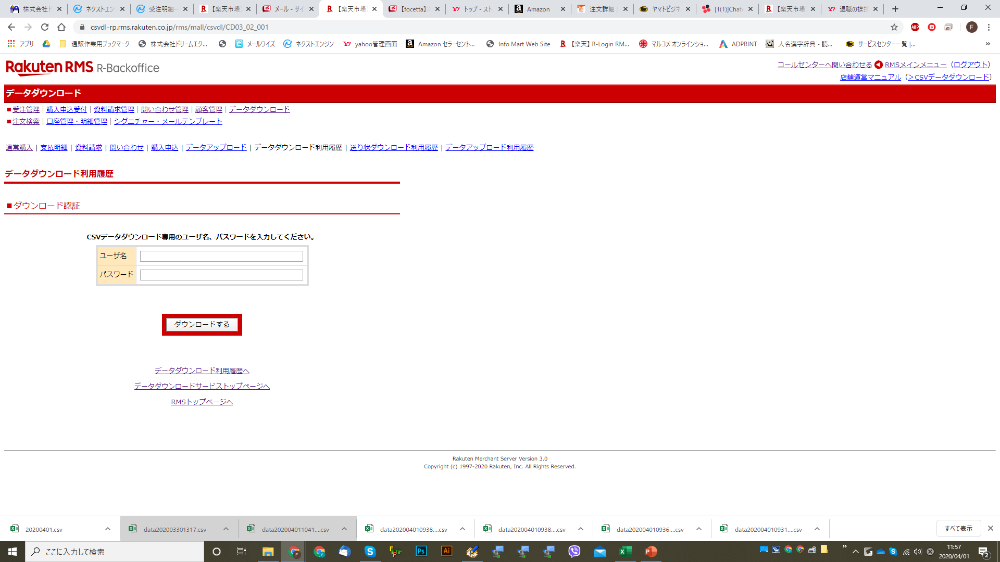 株式会社ド
ネクストエン
受注明細一
【楽天市場
メール - サイ
【楽天市場
【focetta】
トップ - スト
Amazon
注文詳細
ヤマトビジネ
[1(1)]Chat
【楽天市場
退職の挨拶
csvdl-rp.rms.rakuten.co.jp/rms/mall/csvdl/CD03_02_001
ABP
F
アプリ
通販作業用ブックマーク
株式会社ドリームエク...
メールワイズ
ネクストエンジン
yahoo管理画面
Amazon セラーセント...
Info Mart Web Site
【楽天】R-Login RM...
マルコメ オンラインショ...
ADPRINT
人名漢字辞典 - 読...
サービスセンター一覧 |...
»
Rakuten RMS R-Backoffice
コールセンターへ問い合わせる RMSメインメニュー (ログアウト)
店舗運営マニュアル (>CSVデータダウンロード)
データダウンロード
■受注管理 | 購入申込受付 | 資料請求管理 | 問い合わせ管理 | 顧客管理 | データダウンロード
■注文検索 | 口座管理・明細管理 | シグニチャー・メールテンプレート
通常購入 | 支払明細 | 資料請求 | 問い合わせ | 購入申込 | データアップロード | データダウンロード利用履歴 | 送り状ダウンロード利用履歴 | データアップロード利用履歴
データダウンロード利用履歴
■ダウンロード認証
CSVデータダウンロード専用のユーザ名、パスワードを入力してください。
ユーザ名
パスワード
ダウンロードする
データダウンロード利用履歴へ
データダウンロードサービストップページへ
RMSトップページへ
Rakuten Merchant Server Version 3.0
Copyright (c) 1997-2020 Rakuten, Inc. All Rights Reserved.
20200401.csv
data202003301317.csv
data202004011041....csv
data202004010938....csv
data202004010938....csv
data202004010936....csv
data202004010931....csv
すべて表示
ここに入力して検索
11:57
2020/04/01
2